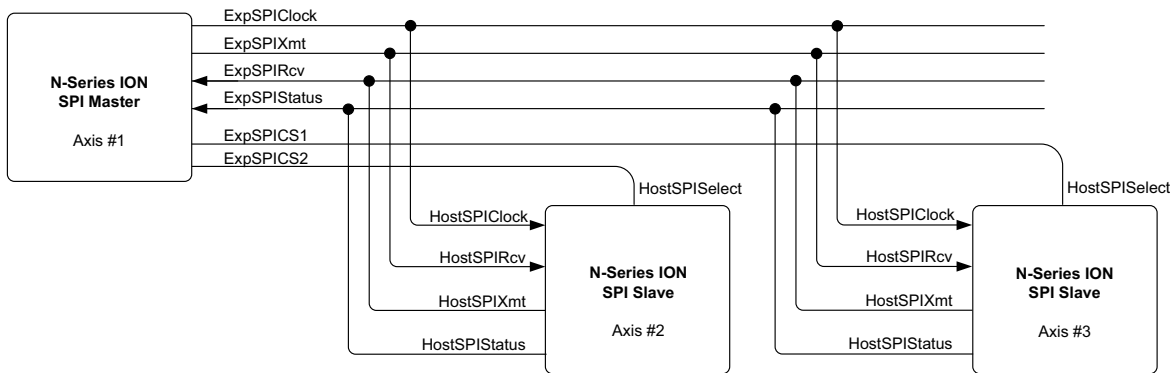 ExpSPIClock
ExpSPIXmt
ExpSPIRcv
ExpSPIStatus
ExpSPICS1
ExpSPICS2
N-Series ION
SPI Master
Axis #1
HostSPISelect
HostSPIClock
HostSPIRcv
HostSPIXmt
HostSPIStatus
N-Series ION
SPI Slave
Axis #2
HostSPISelect
HostSPIClock
HostSPIRcv
HostSPIXmt
HostSPIStatus
N-Series ION
SPI Slave
Axis #3